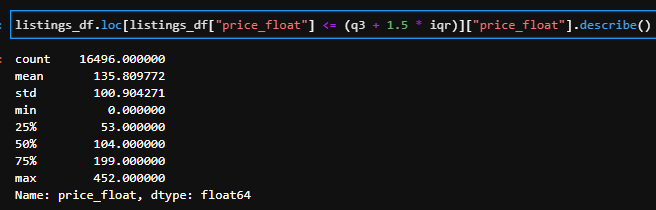 listings_df.loc[listings_df["price_float"] <= (q3 + 1.5 * iqr)]["price_float"].describe()
count    16496.000000
mean       135.809772
std        100.904271
min          0.000000
25%         53.000000
50%        104.000000
75%        199.000000
max        452.000000
Name: price_float, dtype: float64